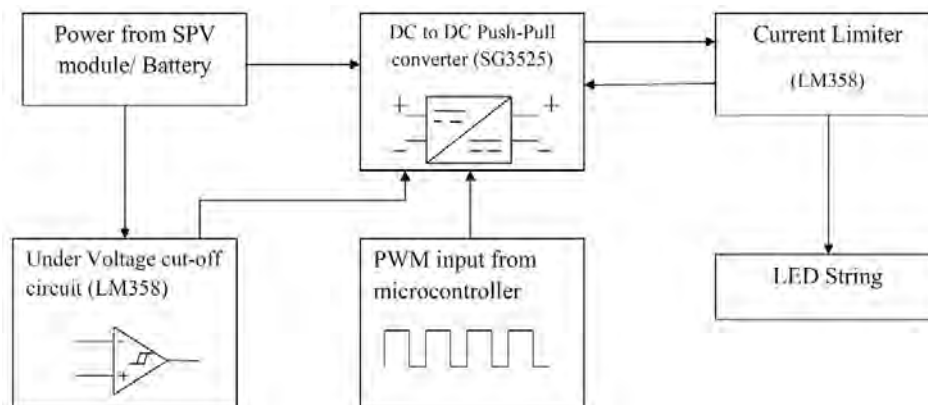 Power from SPV
module/ Battery
DC to DC Push-Pull
converter (SG3525)
Current Limiter
(LM358)
Under Voltage cut-off
circuit (LM358)
PWM input from
microcontroller
LED String